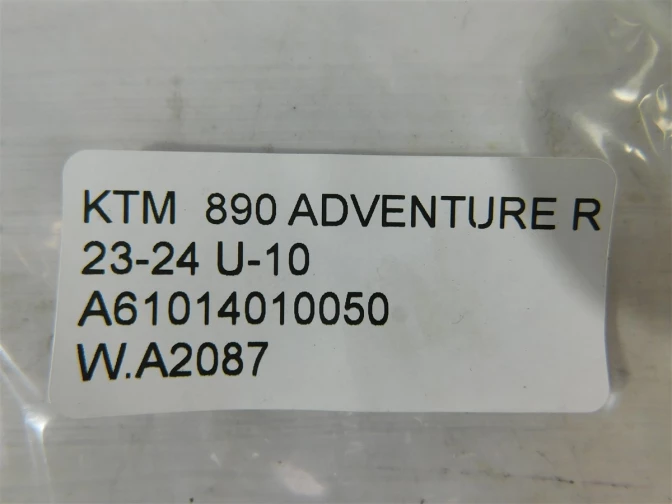 KTM 890 ADVENTURE R
23-24 U-10
A61014010050
W.A2087